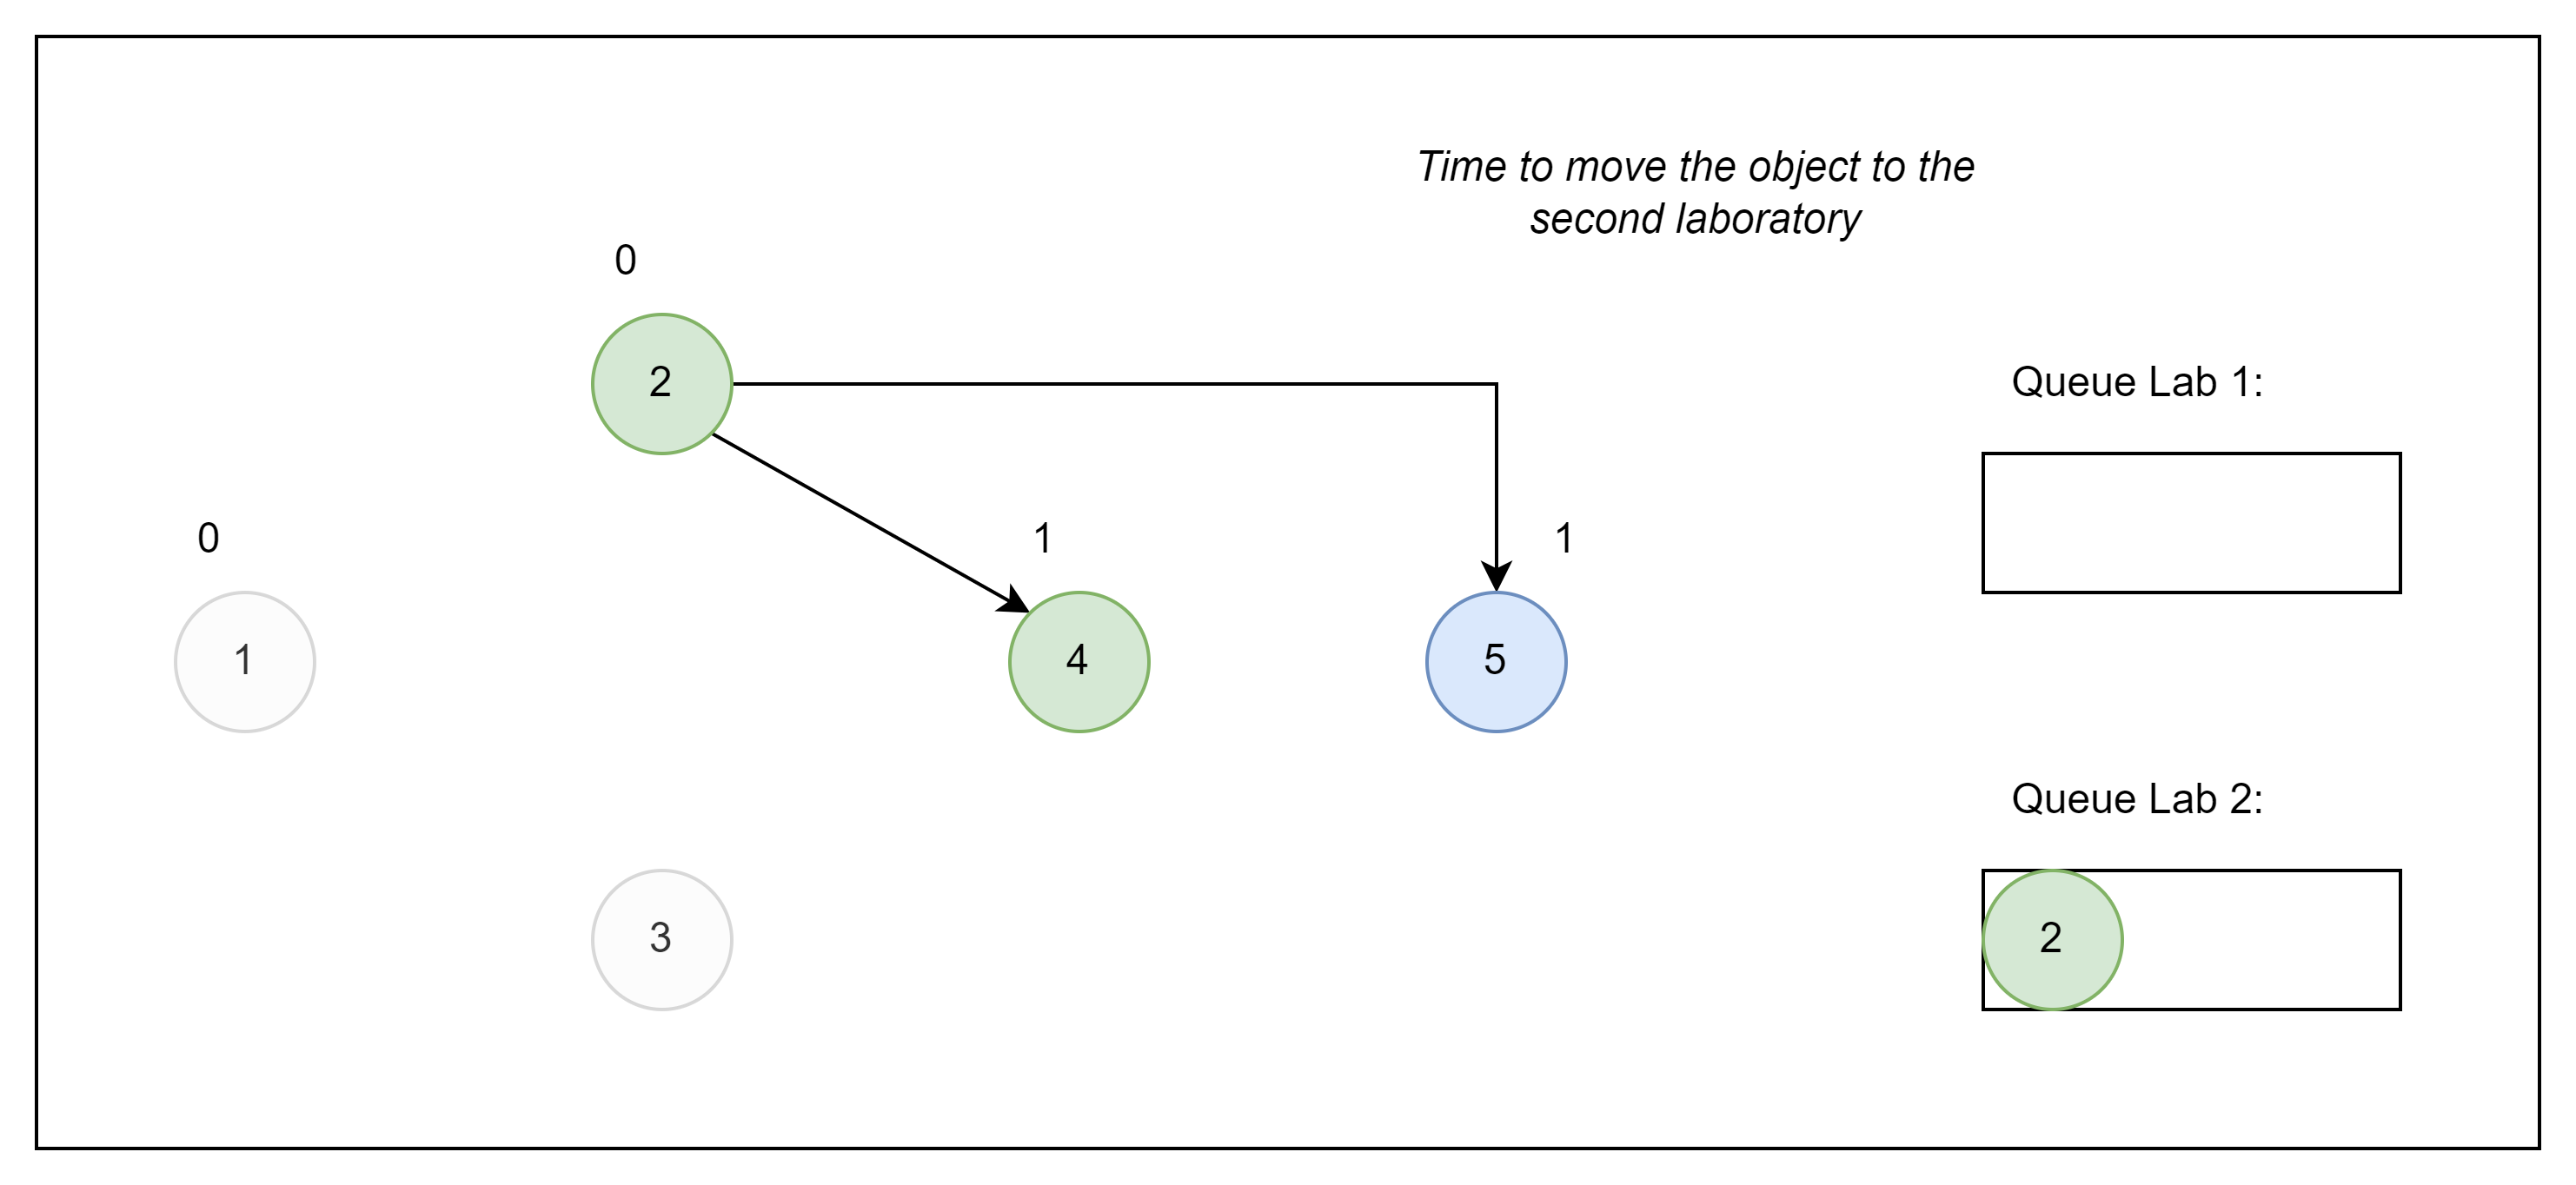 Time to move the object to the
second laboratory
0
2
Queue Lab 1:
0
1
1
1
4
5
Queue Lab 2:
3
2